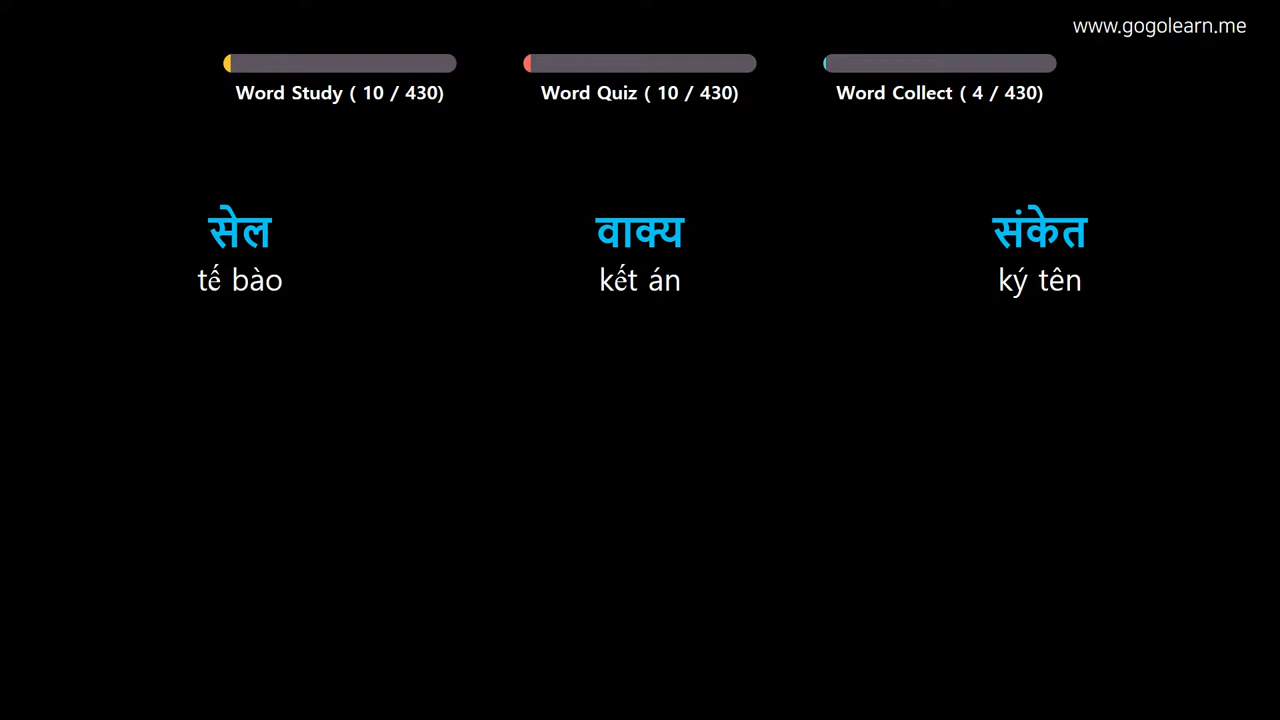 www.gogolearn.me
Word Study ( 10 / 430)
Word Quiz ( 10 / 430)
Word Collect ( 4 / 430)
सेल
वाक्य
संकेत
tế bào
kết án
ký tên